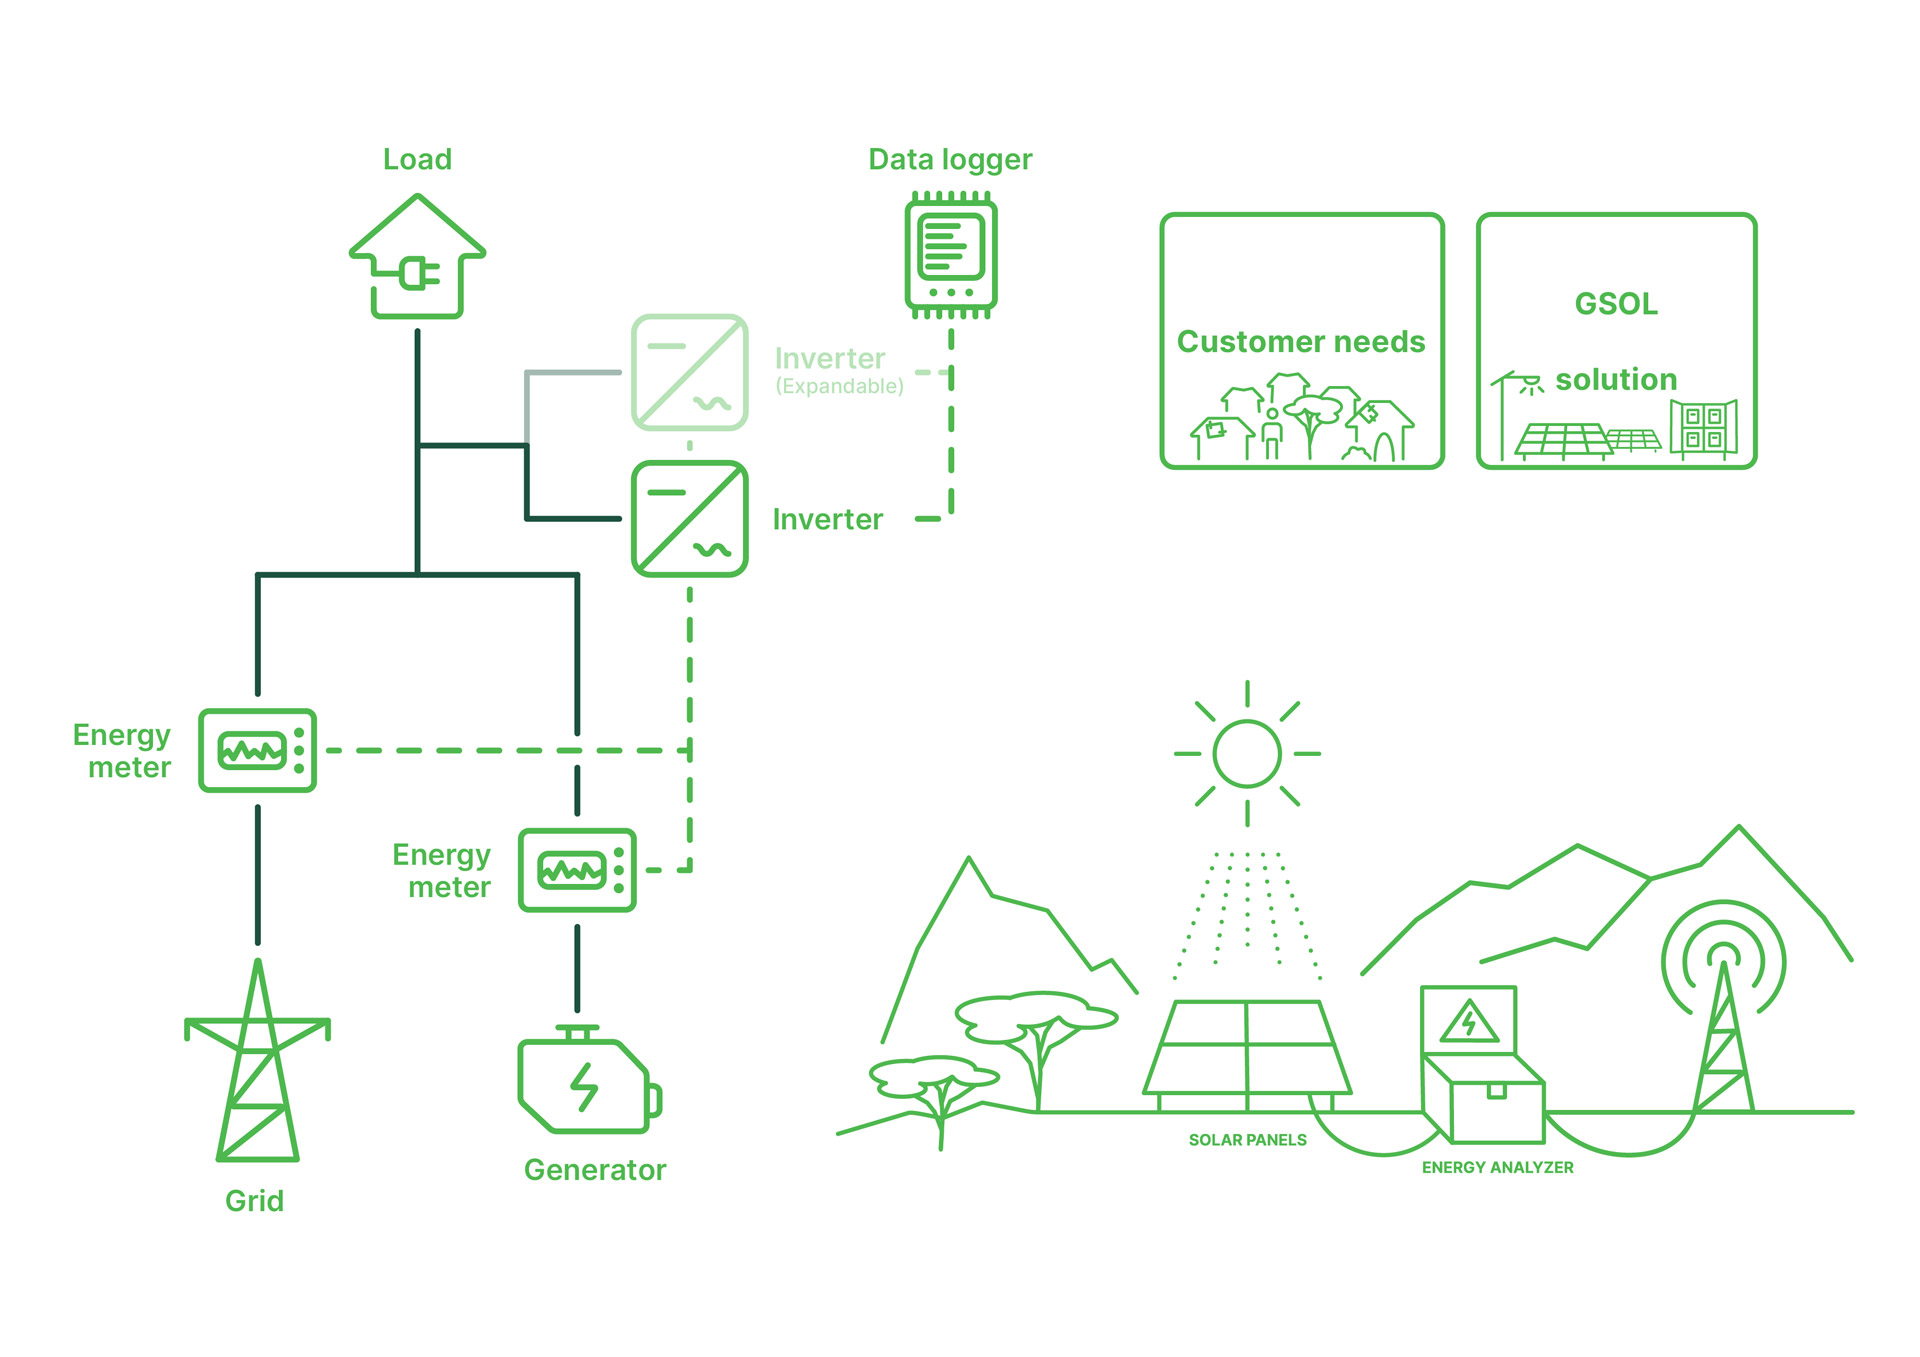 Load
Data logger
Inverter
(Expandable)
Inverter
Customer needs
GSOL
solution
Energy
meter
Energy
meter
Grid
Generator
SOLAR PANELS
ENERGY ANALYZER